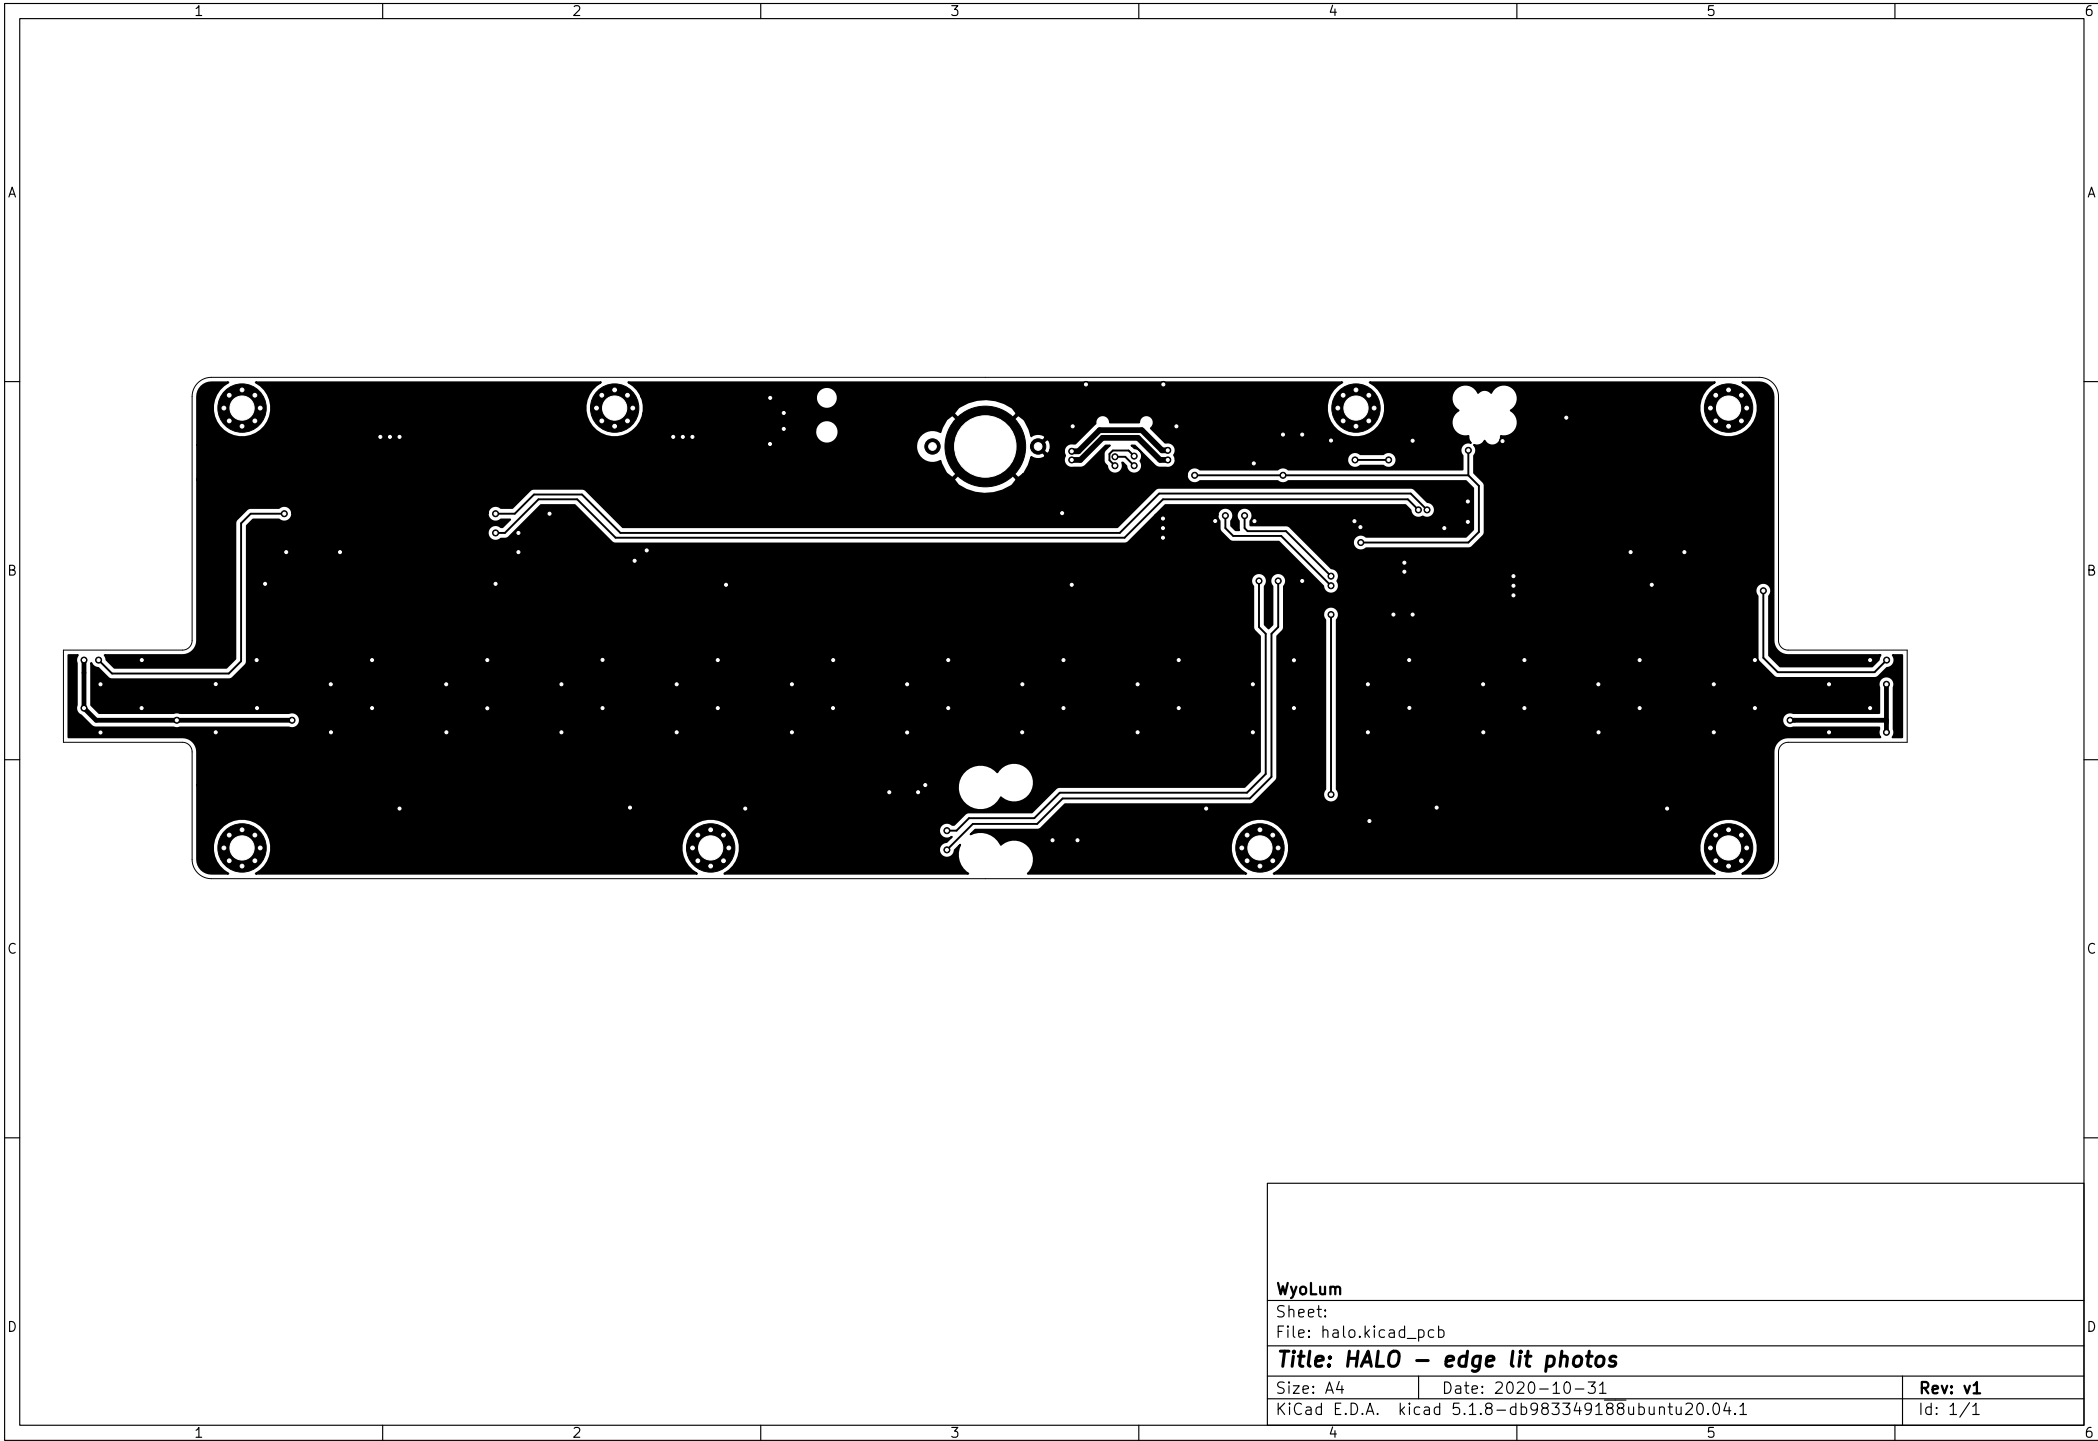 1 2 3 4 5 6
A A
B B
C C
D D
WyoLum
Sheet:
File: halo.kicad_pcb
Title: HALO – edge lit photos
Size: A4 Date: 2020-10-31 Rev: v1
KiCad E.D.A. kicad 5.1.8-db98334918​8ubuntu20.04.1 Id: 1/1
1 2 3 4 5 6